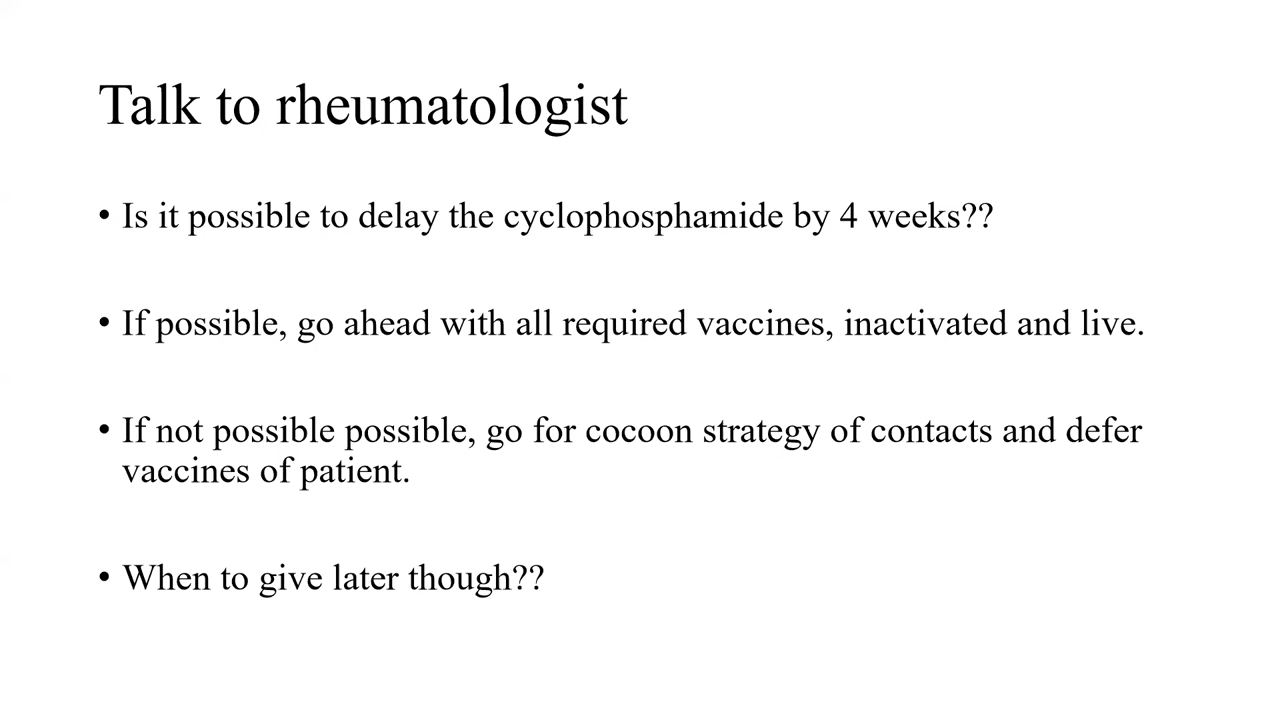 Talk to rheumatologist
• Is it possible to delay the cyclophosphamide by 4 weeks??
• If possible, go ahead with all required vaccines, inactivated and live.
• If not possible possible, go for cocoon strategy of contacts and defer
vaccines of patient.
• When to give later though??